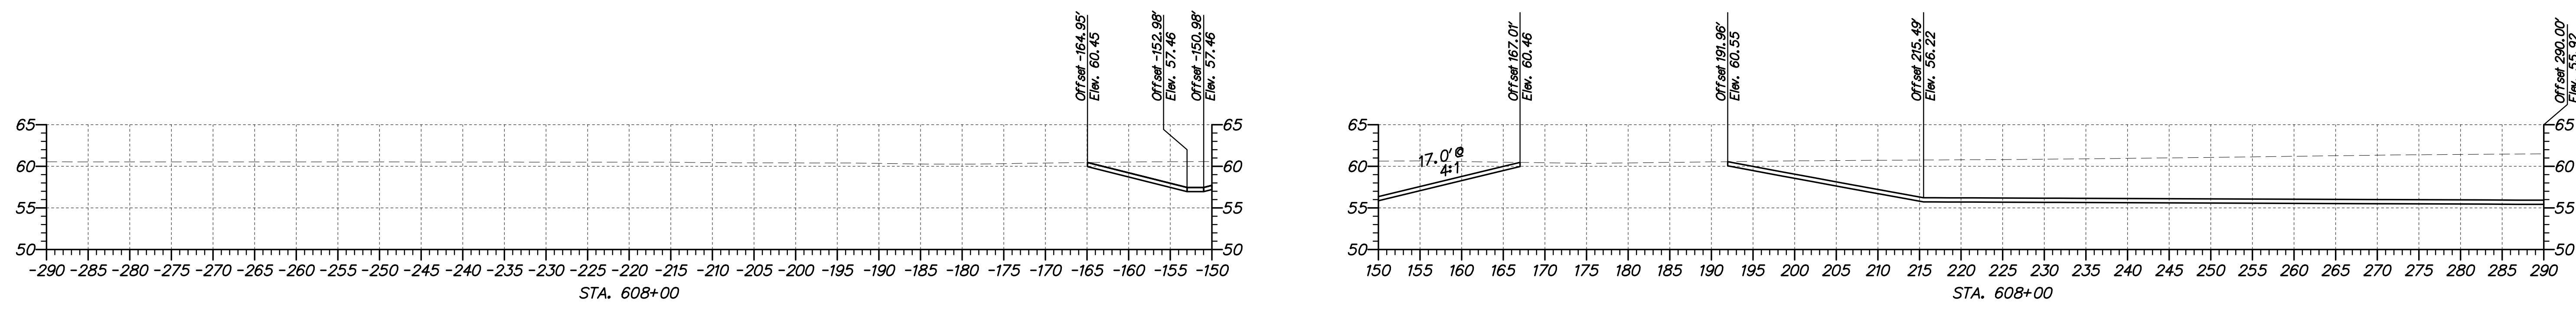 Offset -164.95'
Elev. 60.45
Offset -152.98'
Elev. 57.46
Offset -150.98'
Elev. 57.46
65 65
60 60
55 55
50 50
-290 -285 -280 -275 -270 -265 -260 -255 -250 -245 -240 -235 -230 -225 -220 -215 -210 -205 -200 -195 -190 -185 -180 -175 -170 -165 -160 -155 -150
STA. 608+00
Offset 167.01'
Elev. 60.46
Offset 191.96'
Elev. 60.55
Offset 215.49'
Elev. 56.22
Offset 290.00'
Elev. 55.92
65 65
17.0' @
4:1
60 60
55 55
50 50
150 155 160 165 170 175 180 185 190 195 200 205 210 215 220 225 230 235 240 245 250 255 260 265 270 275 280 285 290
STA. 608+00